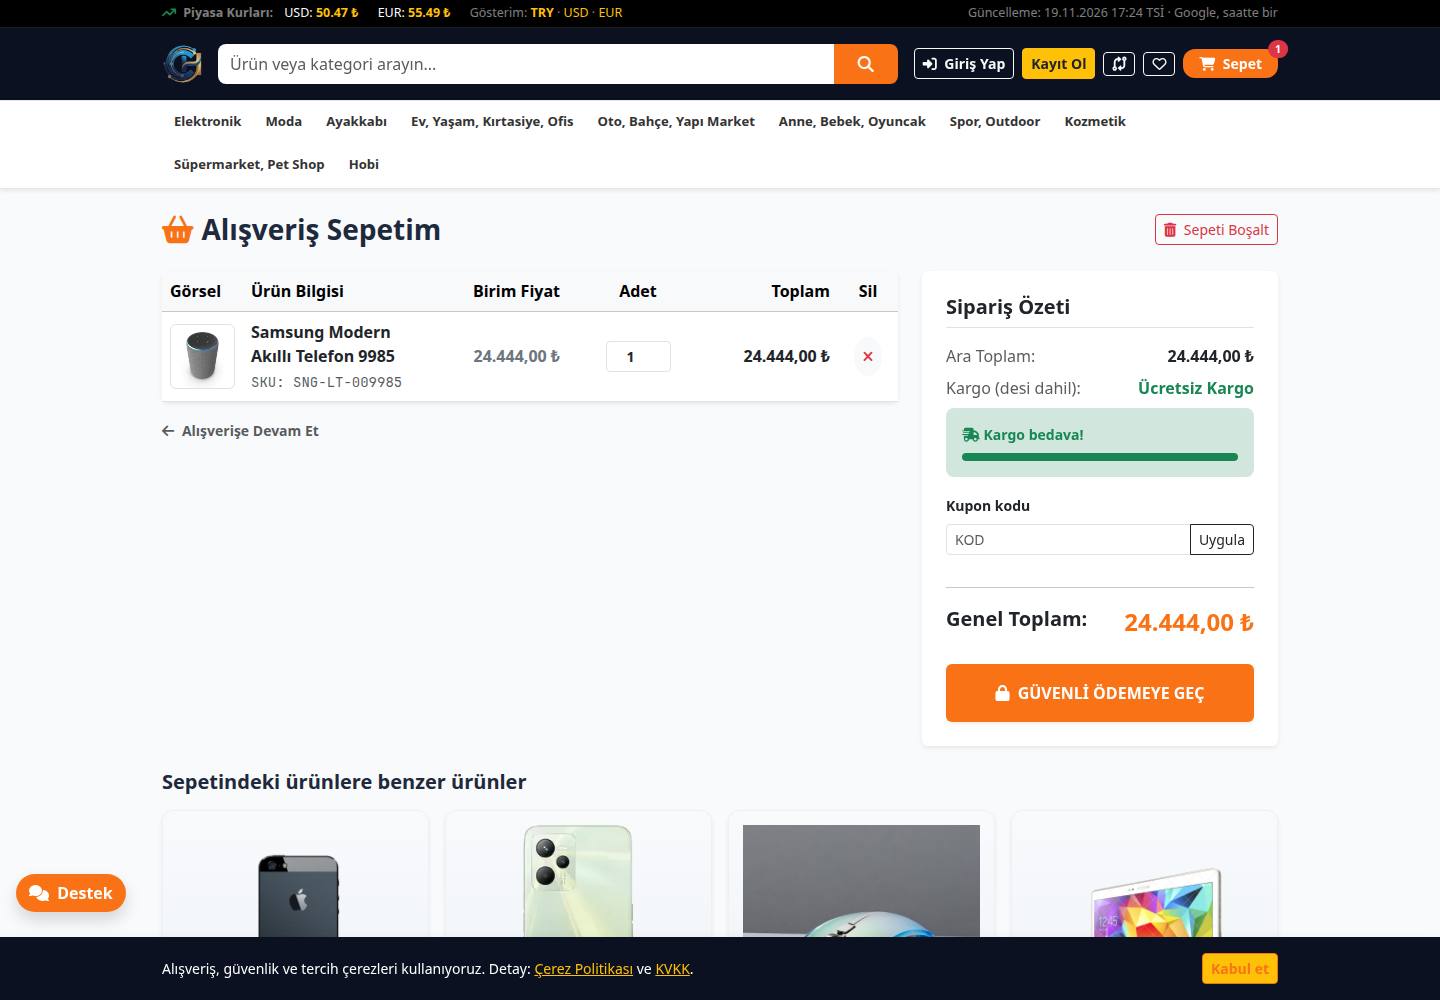 Piyasa Kurları: USD: 50.47 ₺ EUR: 55.49 ₺ Gösterim: TRY · USD · EUR
Güncelleme: 19.11.2026 17:24 TSİ · Google, saatte bir
Ürün veya kategori arayın...
Giriş Yap
Kayıt Ol
Sepet
1
Elektronik Moda Ayakkabı Ev, Yaşam, Kırtasiye, Ofis Oto, Bahçe, Yapı Market Anne, Bebek, Oyuncak Spor, Outdoor Kozmetik
Süpermarket, Pet Shop Hobi
Alışveriş Sepetim
Sepeti Boşalt
Görsel Ürün Bilgisi Birim Fiyat Adet Toplam Sil
Samsung Modern
Akıllı Telefon 9985
SKU: SNG-LT-009985
24.444,00 ₺
1
24.444,00 ₺
Alışverişe Devam Et
Sipariş Özeti
Ara Toplam: 24.444,00 ₺
Kargo (desi dahil): Ücretsiz Kargo
Kargo bedava!
Kupon kodu
KOD
Uygula
Genel Toplam: 24.444,00 ₺
GÜVENLİ ÖDEMEYE GEÇ
Sepetindeki ürünlere benzer ürünler
12:45
Destek
Alışveriş, güvenlik ve tercih çerezleri kullanıyoruz. Detay: Çerez Politikası ve KVKK.
Kabul et